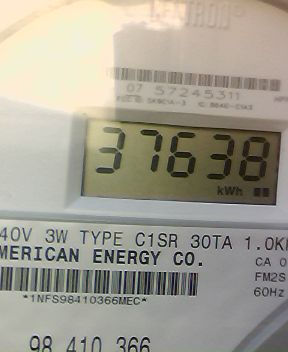 07 57245311
37638
kWh
40V 3W TYPE C1SR 30TA 1.0K
MERICAN ENERGY CO.
CA 0
FM2S
60Hz
*1NFS98410366MEC*
98 410 366